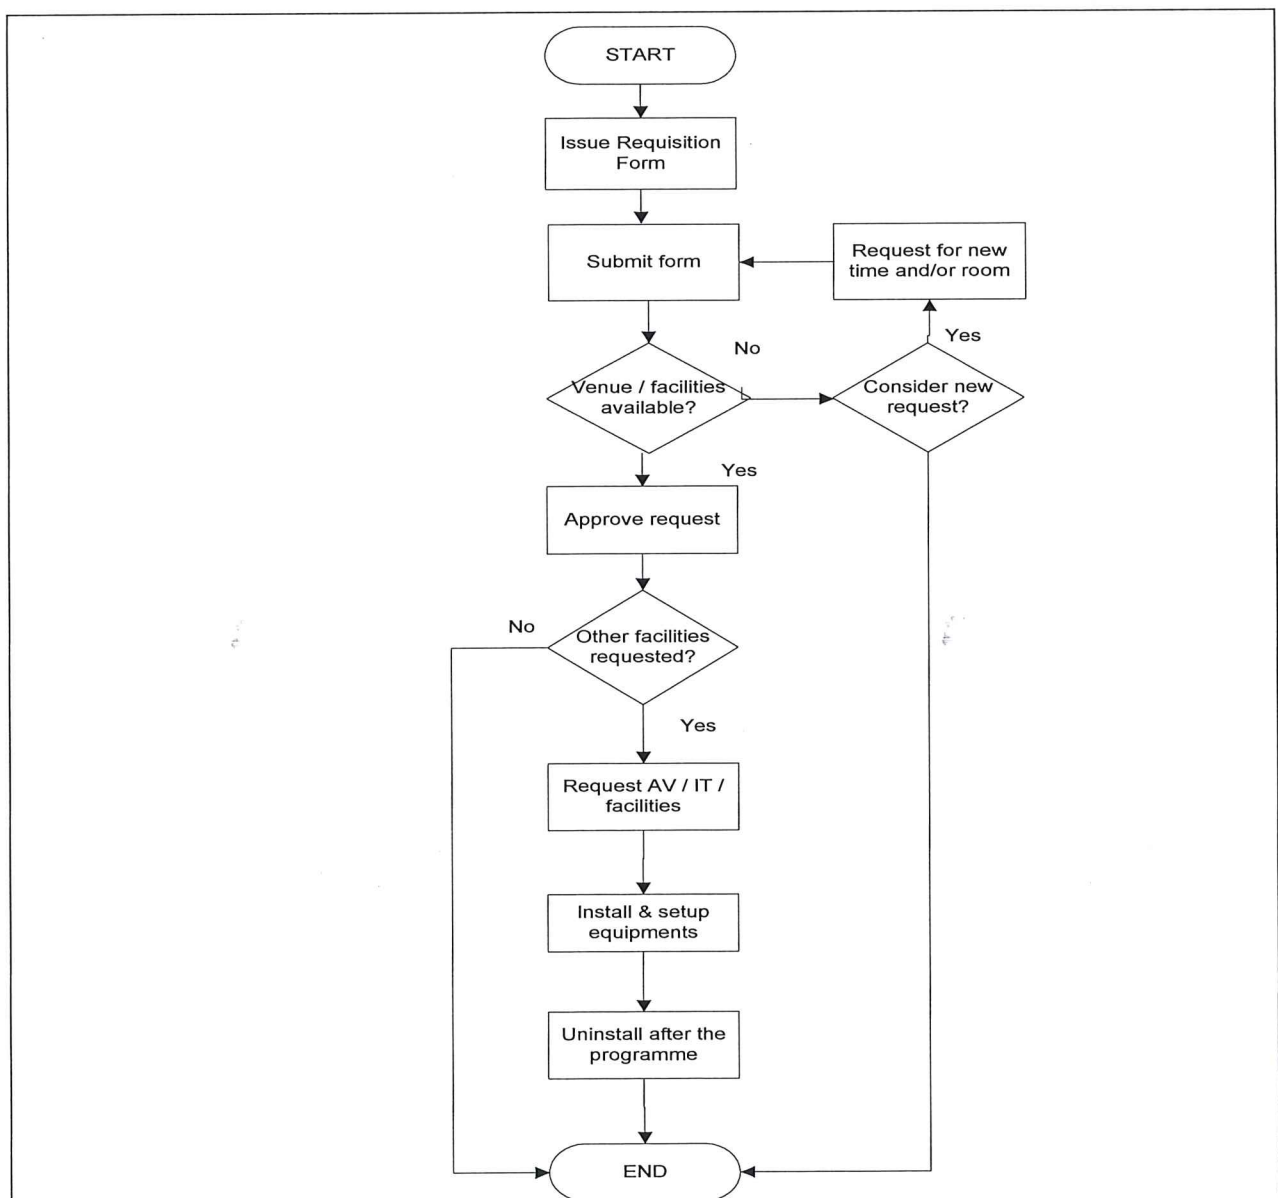 START
Issue Requisition
Form
Submit form
Request for new
time and/or room
No
Yes
Venue / facilities
available?
Consider new
request?
Yes
Approve request
No
Other facilities
requested?
Yes
Request AV / IT /
facilities
Install & setup
equipments
Uninstall after the
programme
END